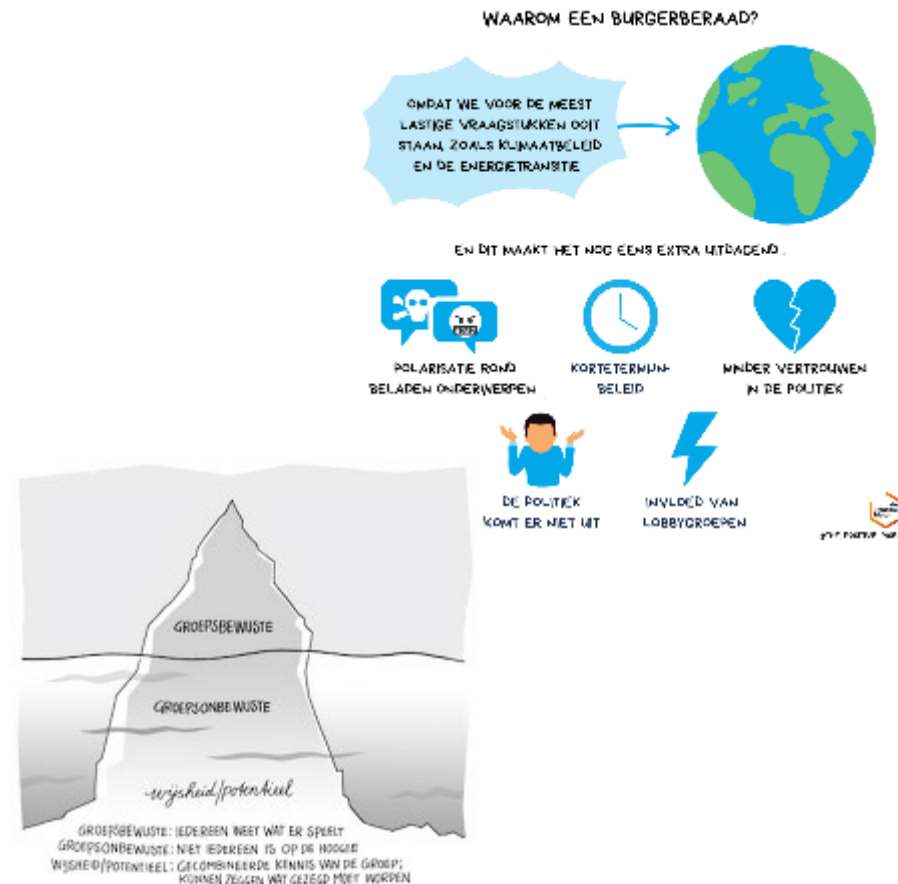 WAAROM EEN BURGERBERAAD?
OMDAT WE VOOR DE MEEST
LASTIGE VRAAGSTUKKEN OOIT
STAAN, ZOALS KLIMAATBELEID
EN DE ENERGIETRANSITIE
EN DIT MAAKT HET NOG EENS EXTRA UITDAGEND.
POLARISATIE ROND
BELADEN ONDERWERPEN
KORTETERMIJN-
BELEID
MINDER VERTROUWEN
IN DE POLITIEK
DE POLITIEK
KOMT ER NIET UIT
INVLOED VAN
LOBBYGROEPEN
GROEPSBEWUSTE
GROEPSONBEWUSTE
wijsheid/potentieel
GROEPSBEWUSTE: IEDEREEN WEET WAT ER SPEELT
GROEPSONBEWUSTE: NIET IEDEREEN IS OP DE HOOGTE
WIJSHEID/POTENTIEEL: GECOMBINEERDE KENNIS VAN DE GROEP;
KUNNEN ZEGGEN WAT GEZEGD MOET WORDEN